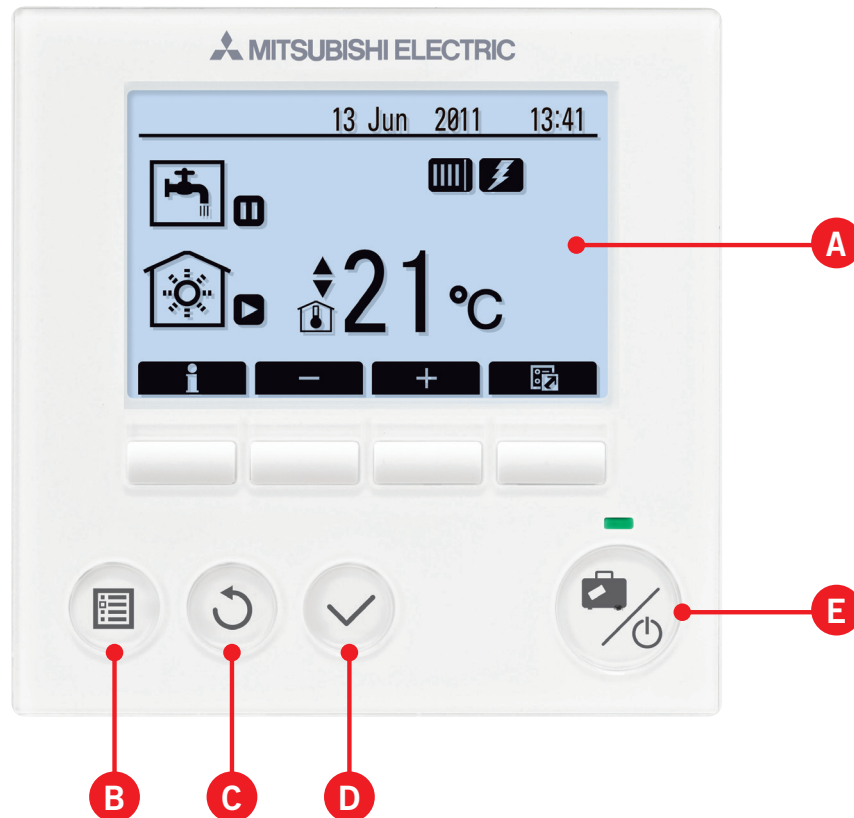 MITSUBISHI ELECTRIC
13 Jun 2011 13:41
A
21 °C
i − +
E
B C D